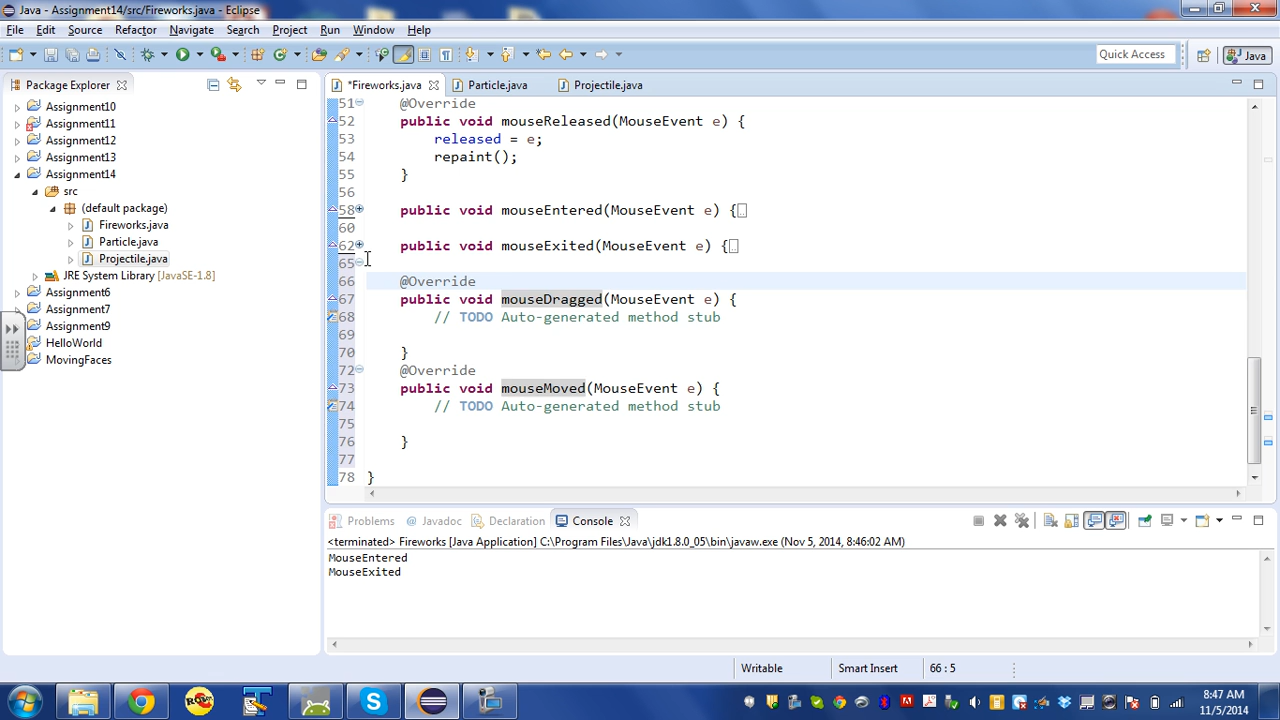 Java - Assignment14/src/Fireworks.java - Eclipse
File Edit Source Refactor Navigate Search Project Run Window Help
Quick Access
Java
Package Explorer
*Fireworks.java
Particle.java
Projectile.java
Assignment10
Assignment11
Assignment12
Assignment13
Assignment14
src
(default package)
Fireworks.java
Particle.java
Projectile.java
JRE System Library [JavaSE-1.8]
Assignment6
Assignment7
Assignment9
HelloWorld
MovingFaces
51 @Override
52 public void mouseReleased(MouseEvent e) {
53 released = e;
54 repaint();
55 }
56
58 public void mouseEntered(MouseEvent e) {
60
62 public void mouseExited(MouseEvent e) {
65
66 @Override
67 public void mouseDragged(MouseEvent e) {
68 // TODO Auto-generated method stub
69
70 }
72 @Override
73 public void mouseMoved(MouseEvent e) {
74 // TODO Auto-generated method stub
75
76 }
77
78 }
Problems @ Javadoc Declaration Console
<terminated> Fireworks [Java Application] C:\Program Files\Java\jdk1.8.0_05\bin\javaw.exe (Nov 5, 2014, 8:46:02 AM)
MouseEntered
MouseExited
Writable
Smart Insert
66 : 5
8:47 AM
11/5/2014